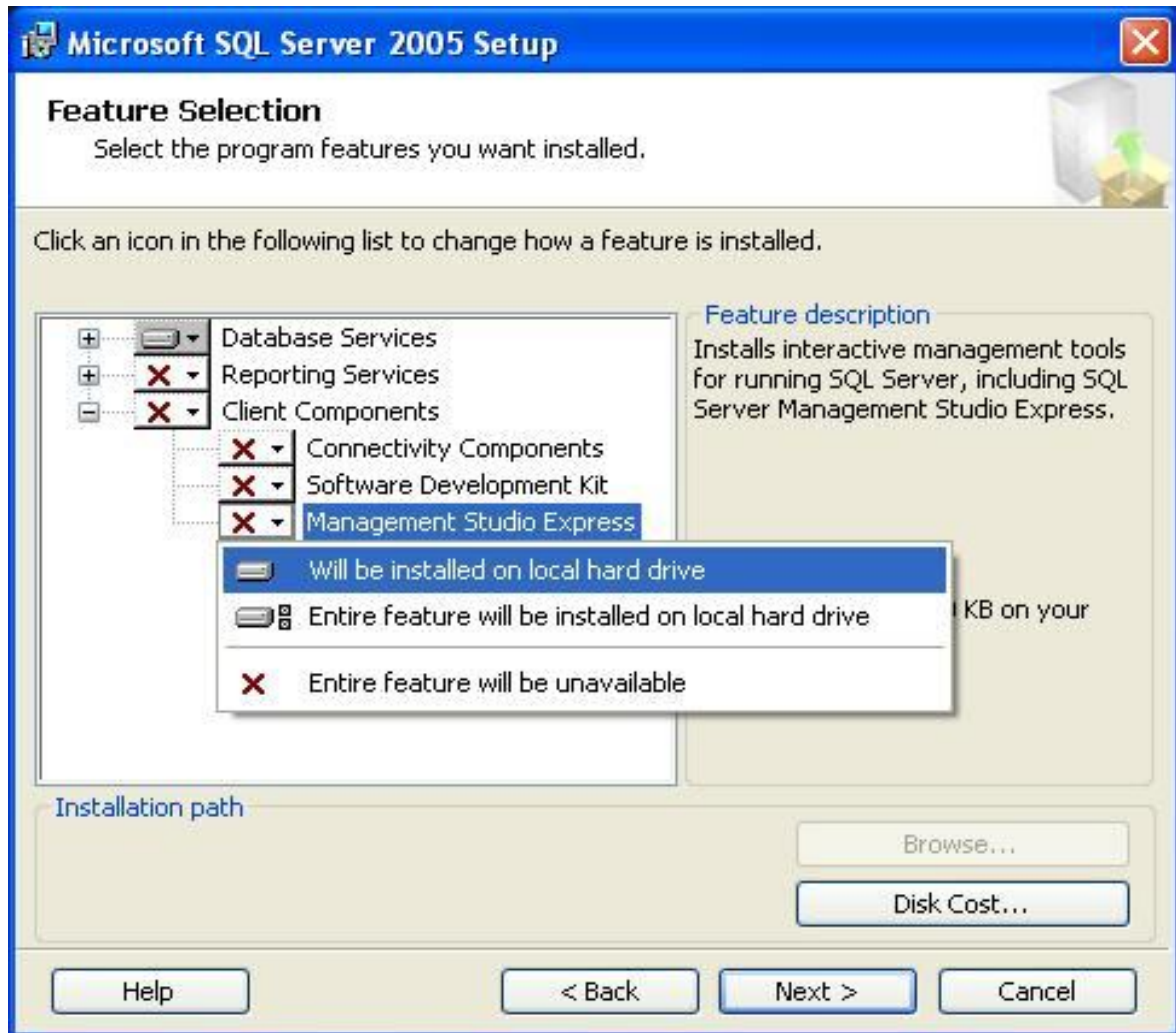 Microsoft SQL Server 2005 Setup
Feature Selection
Select the program features you want installed.
Click an icon in the following list to change how a feature is installed.
Database Services
Reporting Services
Client Components
Connectivity Components
Software Development Kit
Management Studio Express
Will be installed on local hard drive
Entire feature will be installed on local hard drive
Entire feature will be unavailable
Feature description
Installs interactive management tools
for running SQL Server, including SQL
Server Management Studio Express.
KB on your
Installation path
Browse...
Disk Cost...
Help
< Back
Next >
Cancel